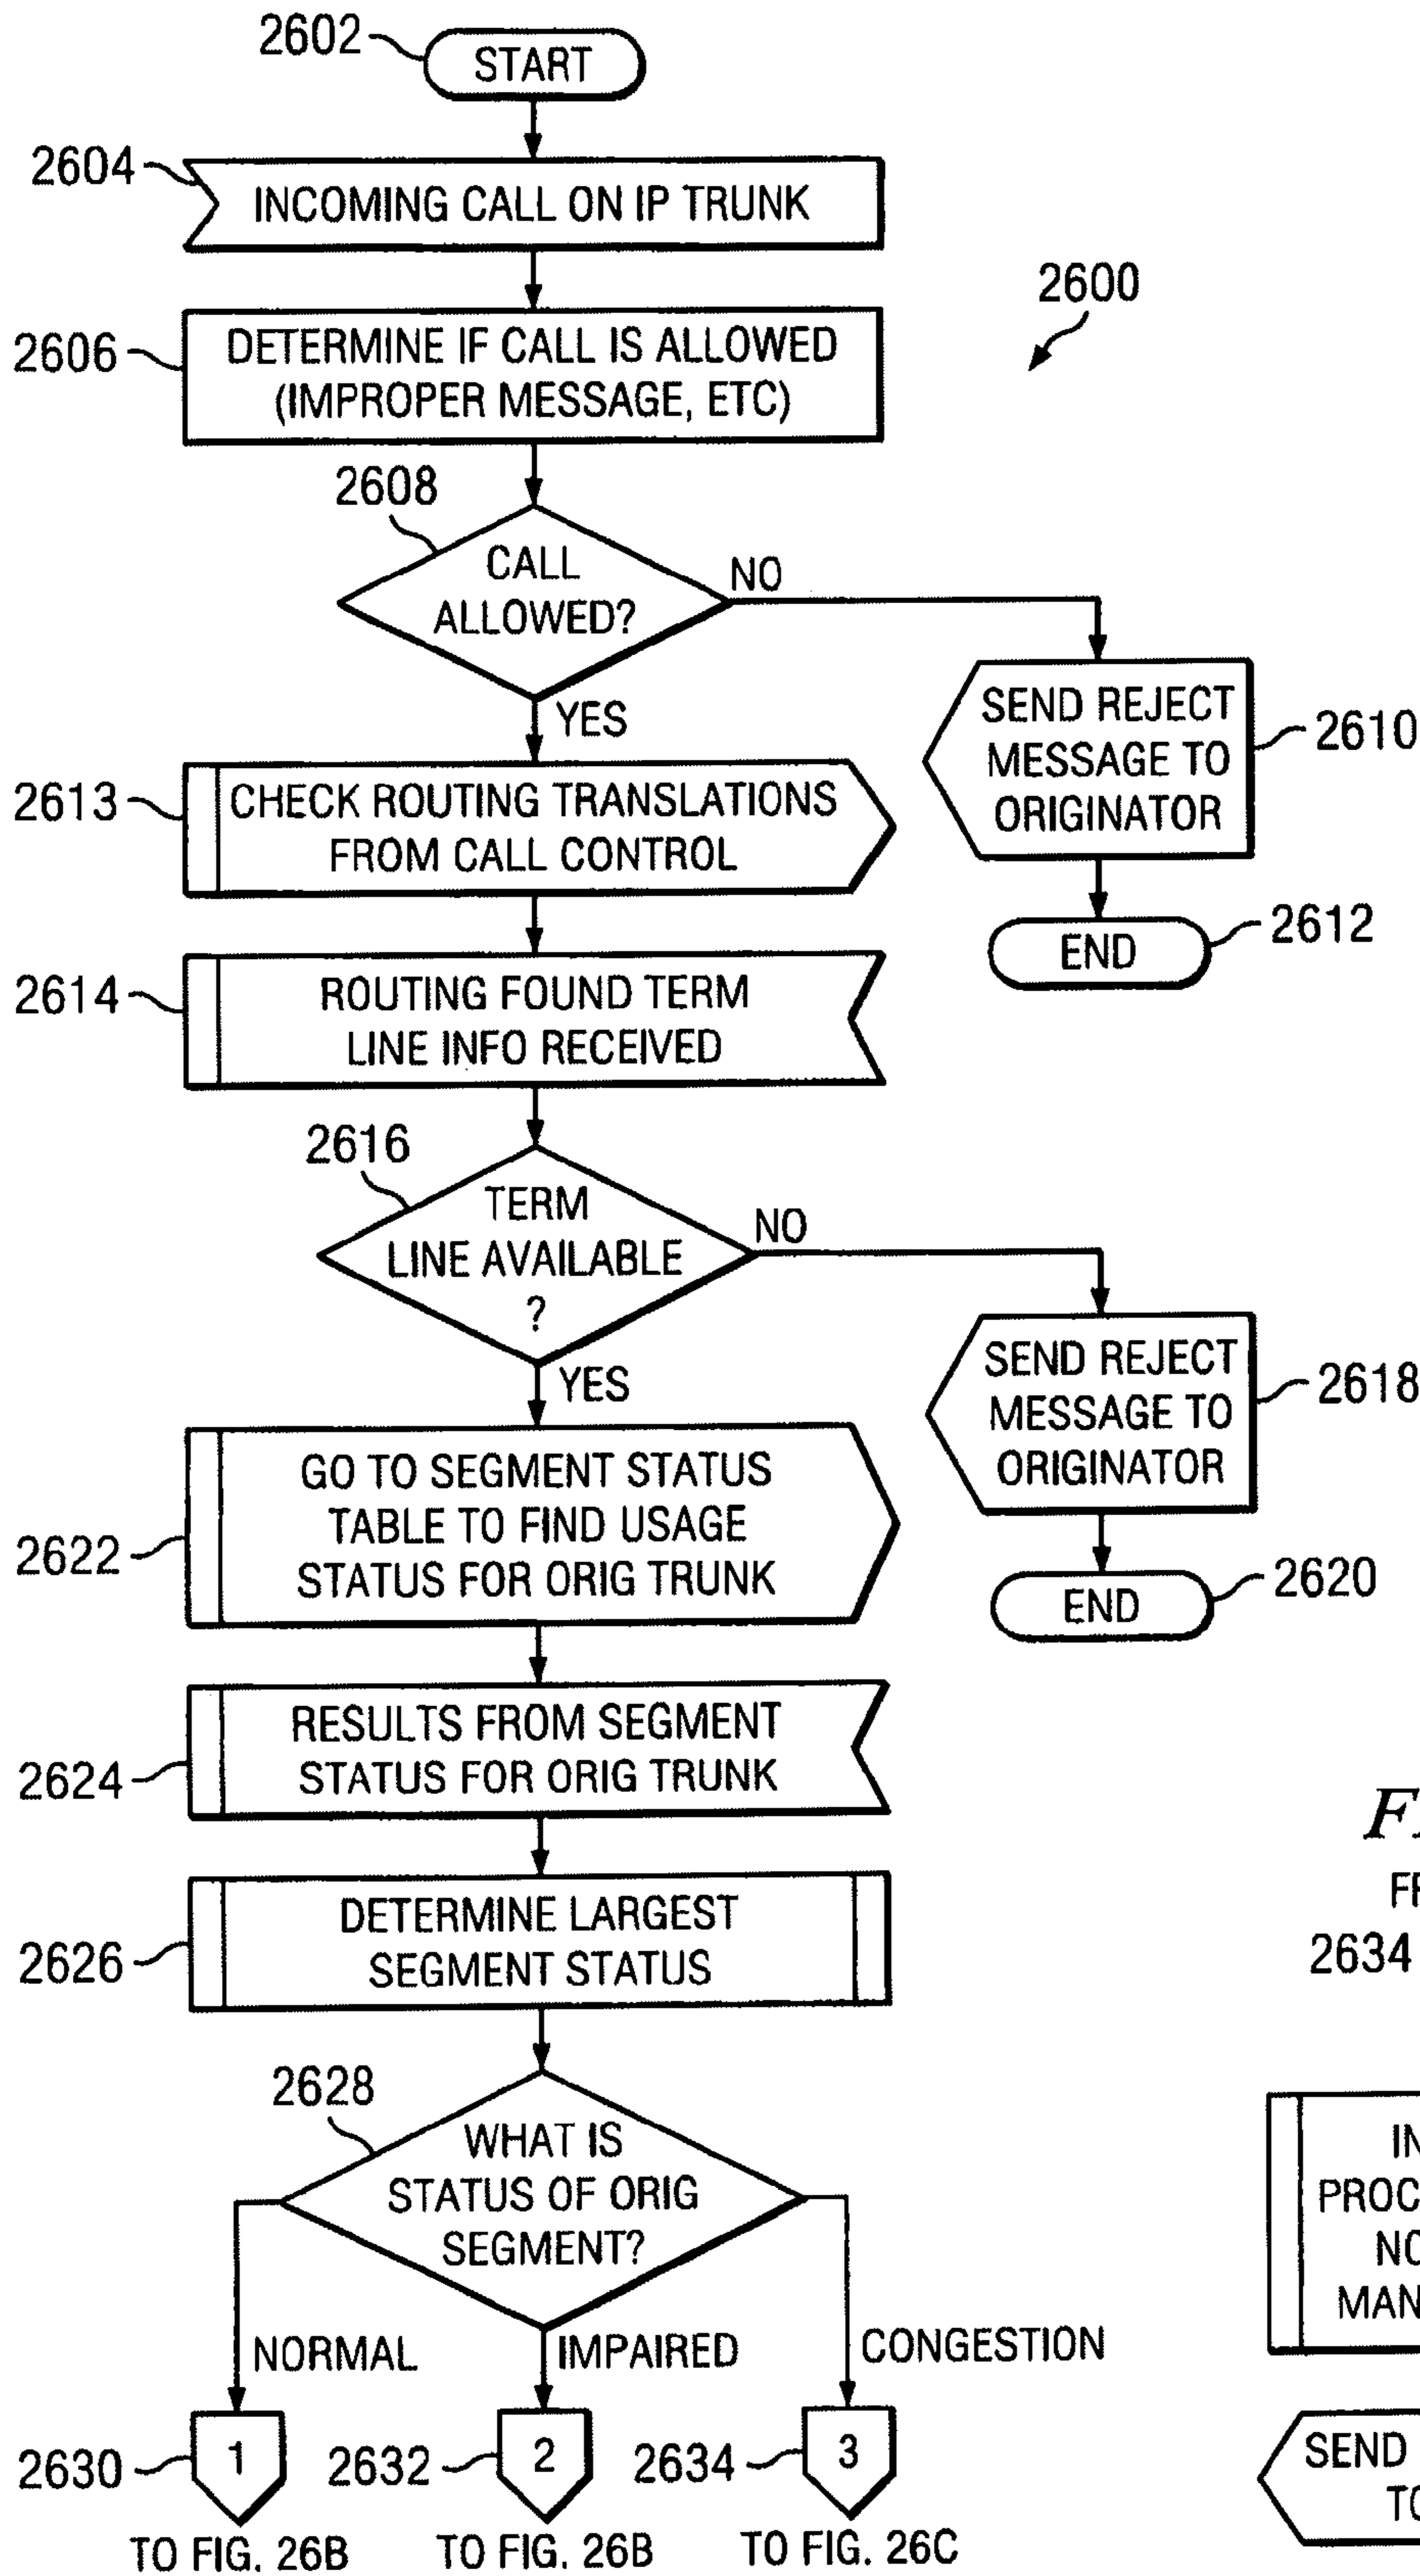 2602
START
2604
INCOMING CALL ON IP TRUNK
2600
2606
DETERMINE IF CALL IS ALLOWED
(IMPROPER MESSAGE, ETC)
2608
CALL
ALLOWED?
NO
YES
SEND REJECT
MESSAGE TO
ORIGINATOR
2610
END
2612
2613
CHECK ROUTING TRANSLATIONS
FROM CALL CONTROL
2614
ROUTING FOUND TERM
LINE INFO RECEIVED
2616
TERM
LINE AVAILABLE
?
NO
YES
SEND REJECT
MESSAGE TO
ORIGINATOR
2618
END
2620
2622
GO TO SEGMENT STATUS
TABLE TO FIND USAGE
STATUS FOR ORIG TRUNK
2624
RESULTS FROM SEGMENT
STATUS FOR ORIG TRUNK
2626
DETERMINE LARGEST
SEGMENT STATUS
2628
WHAT IS
STATUS OF ORIG
SEGMENT?
NORMAL
IMPAIRED
CONGESTION
2630
1
2632
2
2634
3
TO FIG. 26B
TO FIG. 26B
TO FIG. 26C
2634
SEND